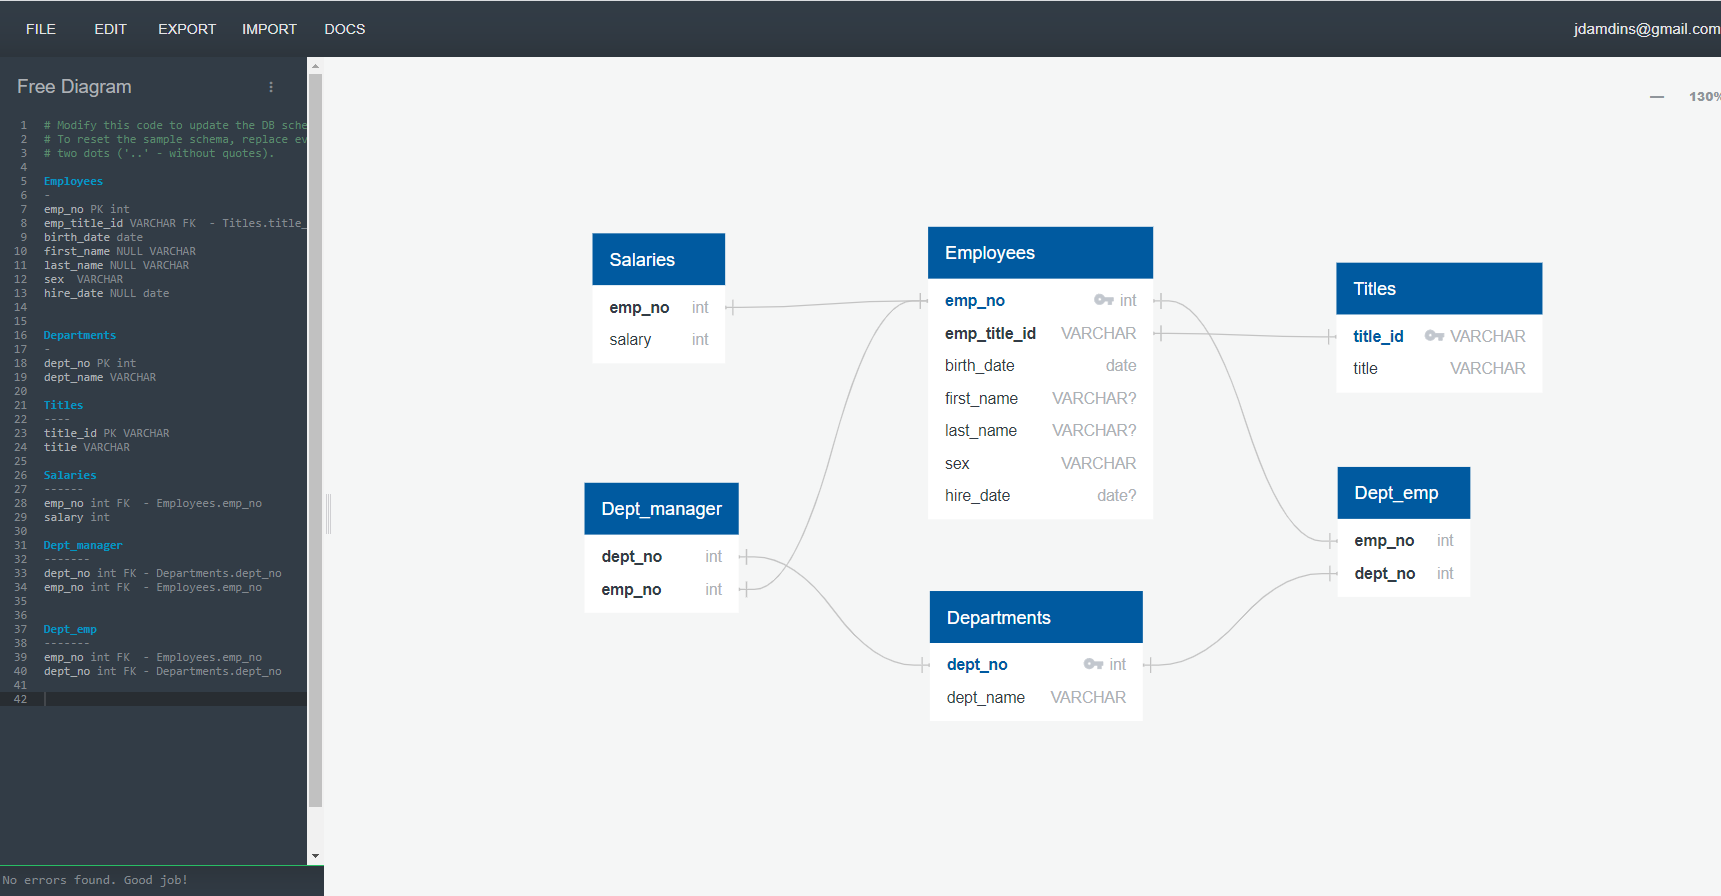 FILE EDIT EXPORT IMPORT DOCS jdamdins@gmail.com
Free Diagram
130%
1 # Modify this code to update the DB sche
2 # To reset the sample schema, replace ev
3 # two dots ('..' - without quotes).
4
5 Employees
6 -
7 emp_no PK int
8 emp_title_id VARCHAR FK - Titles.title_
9 birth_date date
10 first_name NULL VARCHAR
11 last_name NULL VARCHAR
12 sex VARCHAR
13 hire_date NULL date
14
15
16 Departments
17 -
18 dept_no PK int
19 dept_name VARCHAR
20
21 Titles
22 ----
23 title_id PK VARCHAR
24 title VARCHAR
25
26 Salaries
27 ------
28 emp_no int FK - Employees.emp_no
29 salary int
30
31 Dept_manager
32 -------
33 dept_no int FK - Departments.dept_no
34 emp_no int FK - Employees.emp_no
35
36
37 Dept_emp
38 -------
39 emp_no int FK - Employees.emp_no
40 dept_no int FK - Departments.dept_no
41
42
No errors found. Good job!
Salaries
emp_no int
salary int
Employees
emp_no int
emp_title_id VARCHAR
birth_date date
first_name VARCHAR?
last_name VARCHAR?
sex VARCHAR
hire_date date?
Titles
title_id VARCHAR
title VARCHAR
Dept_manager
dept_no int
emp_no int
Dept_emp
emp_no int
dept_no int
Departments
dept_no int
dept_name VARCHAR